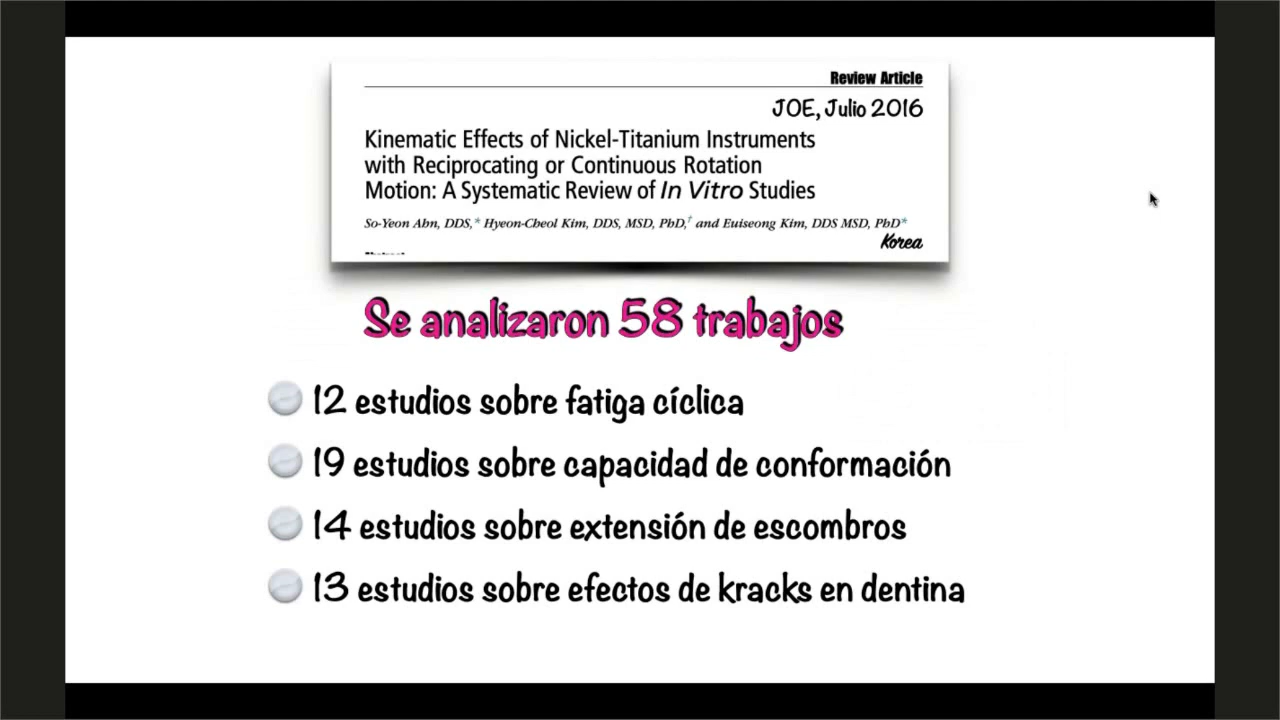 Review Article
JOE, Julio 2016
Kinematic Effects of Nickel-Titanium Instruments
with Reciprocating or Continuous Rotation
Motion: A Systematic Review of In Vitro Studies
So-Yeon Ahn, DDS,* Hyeon-Cheol Kim, DDS, MSD, PhD,† and Euiseong Kim, DDS MSD, PhD*
Korea
Se analizaron 58 trabajos
12 estudios sobre fatiga cíclica
19 estudios sobre capacidad de conformación
14 estudios sobre extensión de escombros
13 estudios sobre efectos de kracks en dentina